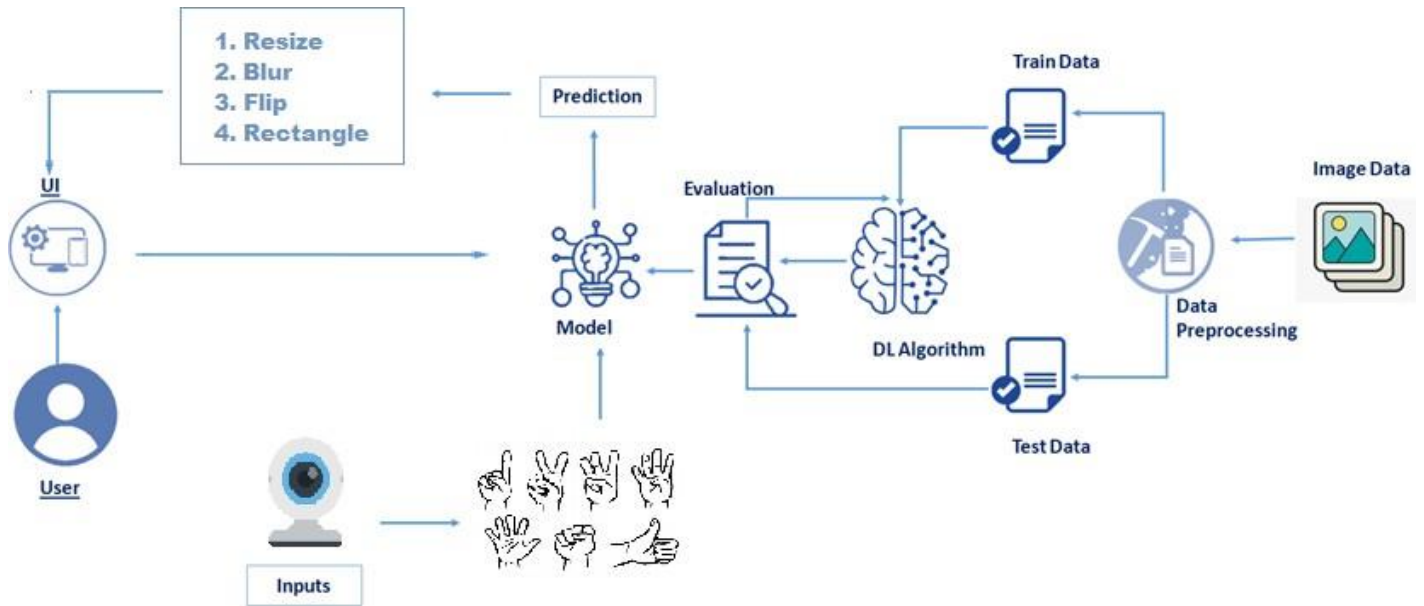 1. Resize
2. Blur
3. Flip
4. Rectangle
Prediction
Train Data
Image Data
UI
Evaluation
Model
DL Algorithm
Data
Preprocessing
Test Data
User
Inputs